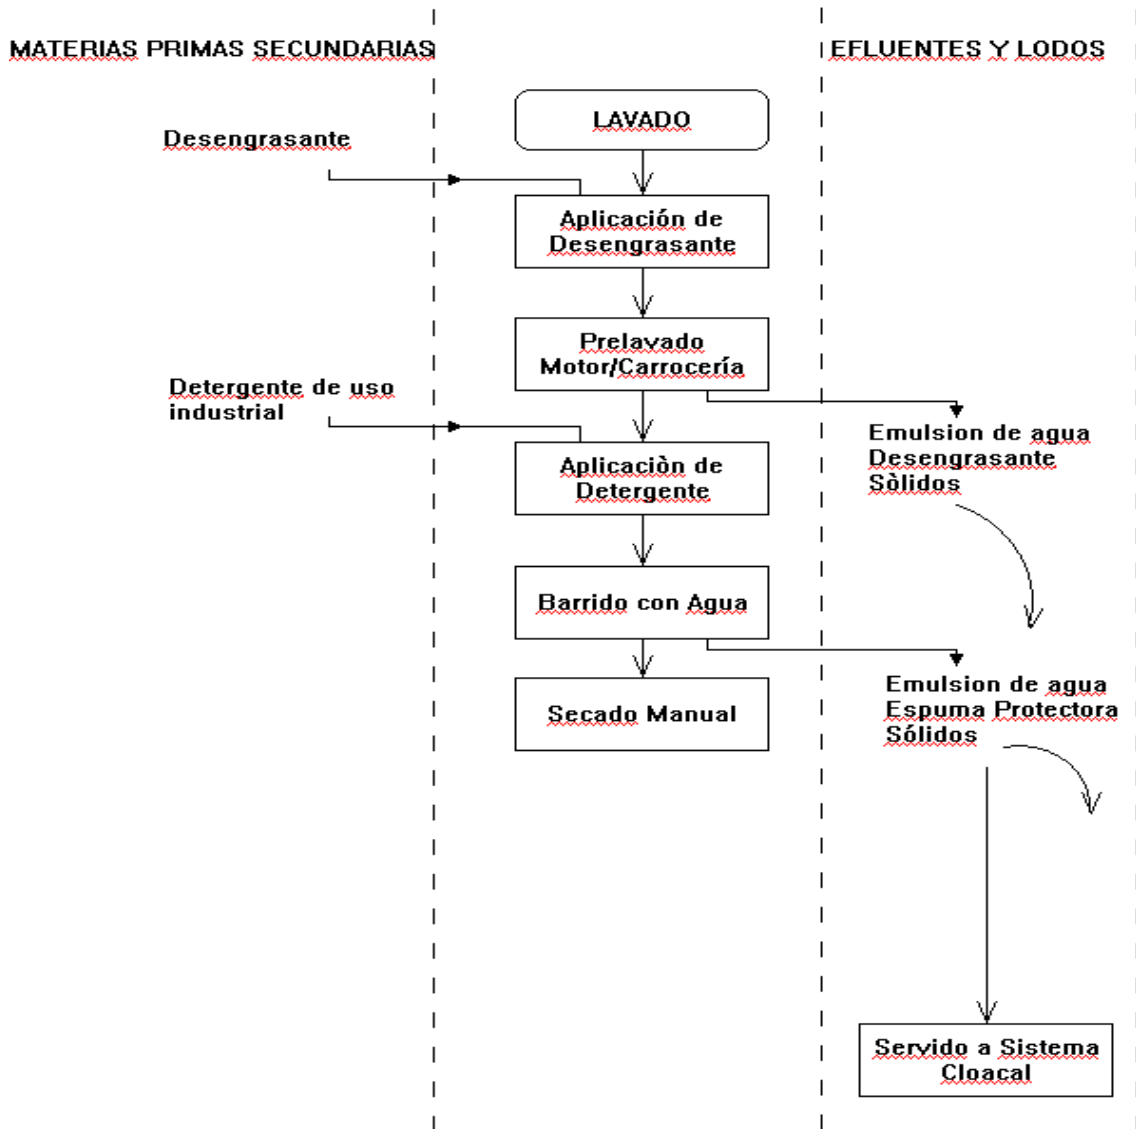 MATERIAS PRIMAS SECUNDARIAS
EFLUENTES Y LODOS
LAVADO
Desengrasante
Aplicación de
Desengrasante
Prelavado
Motor/Carrocería
Detergente de uso
industrial
Emulsion de agua
Desengrasante
Sòlidos
Aplicaciòn de
Detergente
Barrido con Agua
Emulsion de agua
Espuma Protectora
Sólidos
Secado Manual
Servido a Sistema
Cloacal